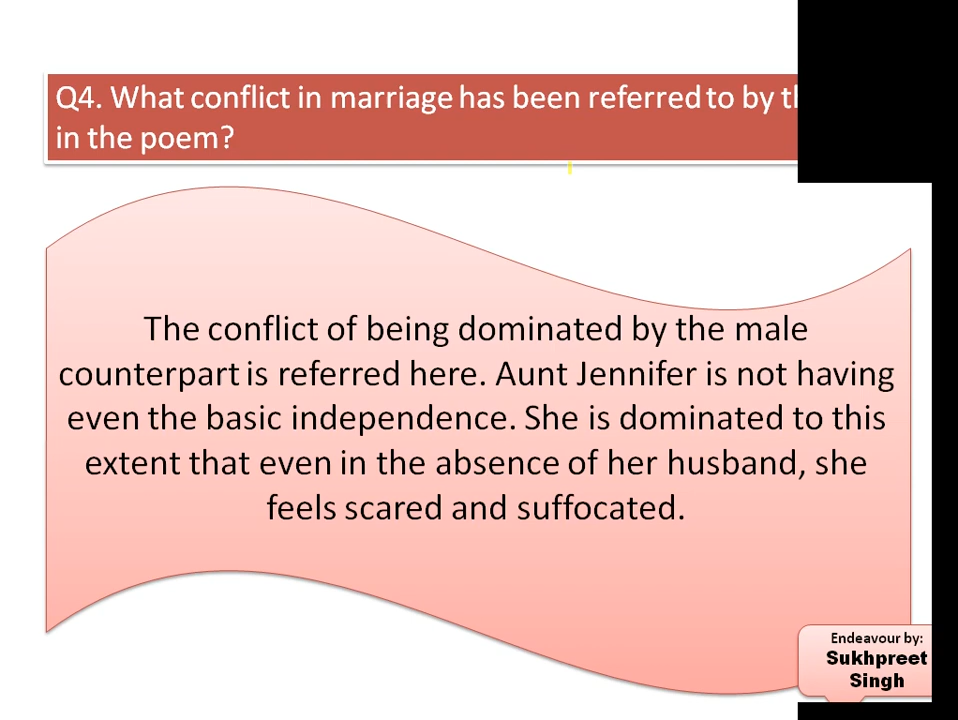 Q4. What conflict in marriage has been referred to by
in the poem?
The conflict of being dominated by the male
counterpart is referred here. Aunt Jennifer is not having
even the basic independence. She is dominated to this
extent that even in the absence of her husband, she
feels scared and suffocated.
Endeavour by:
Sukhpreet
Singh